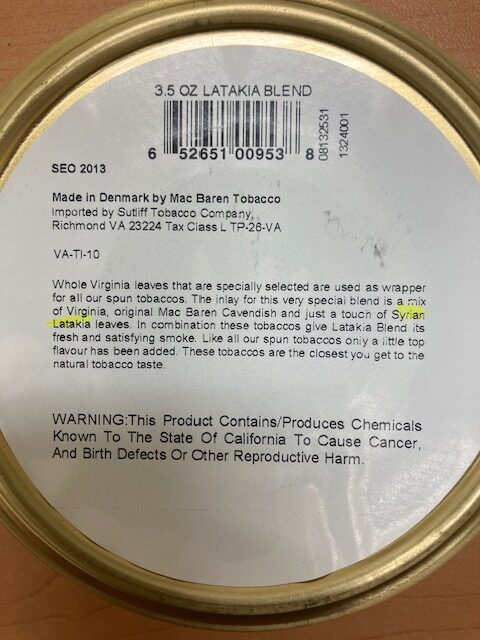 3.5 OZ LATAKIA BLEND
6 52651 00953 8
08132531
1324001
SEO 2013
Made in Denmark by Mac Baren Tobacco
Imported by Sutliff Tobacco Company,
Richmond VA 23224 Tax Class L TP-26-VA
VA-TI-10
Whole Virginia leaves that are specially selected are used as wrapper
for all our spun tobaccos. The inlay for this very special blend is a mix
of Virginia, original Mac Baren Cavendish and just a touch of Syrian
Latakia leaves. In combination these tobaccos give Latakia Blend its
fresh and satisfying smoke. Like all our spun tobaccos only a little top
flavour has been added. These tobaccos are the closest you get to the
natural tobacco taste.
WARNING:This Product Contains/Produces Chemicals
Known To The State Of California To Cause Cancer,
And Birth Defects Or Other Reproductive Harm.